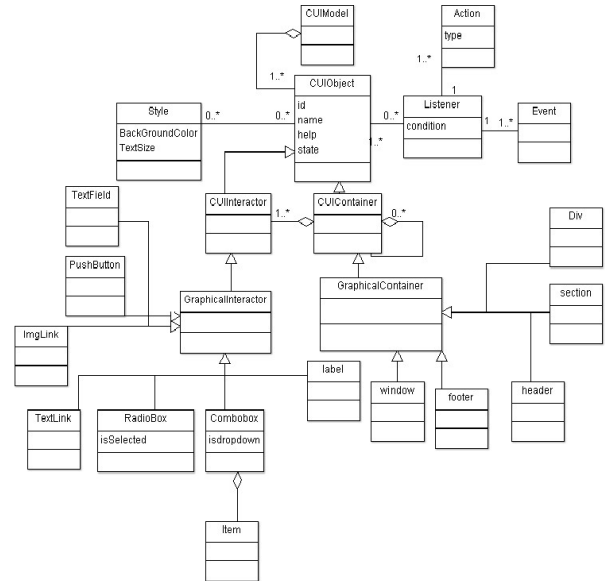 CUIModel
Action
type
1..*
1..*
1
CUIObject
id
name
help
state
Style
BackGroundColor
TextSize
0..*
0..*
0..*
1..*
Listener
condition
1
1..*
Event
TextField
CUIInteractor
1..*
CUIContainer
0..*
Div
PushButton
GraphicalInteractor
GraphicalContainer
section
ImgLink
label
window
footer
header
TextLink
RadioBox
isSelected
Combobox
isdropdown
Item